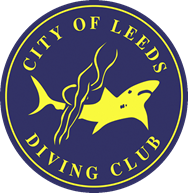 CITY OF LEEDS
DIVING CLUB